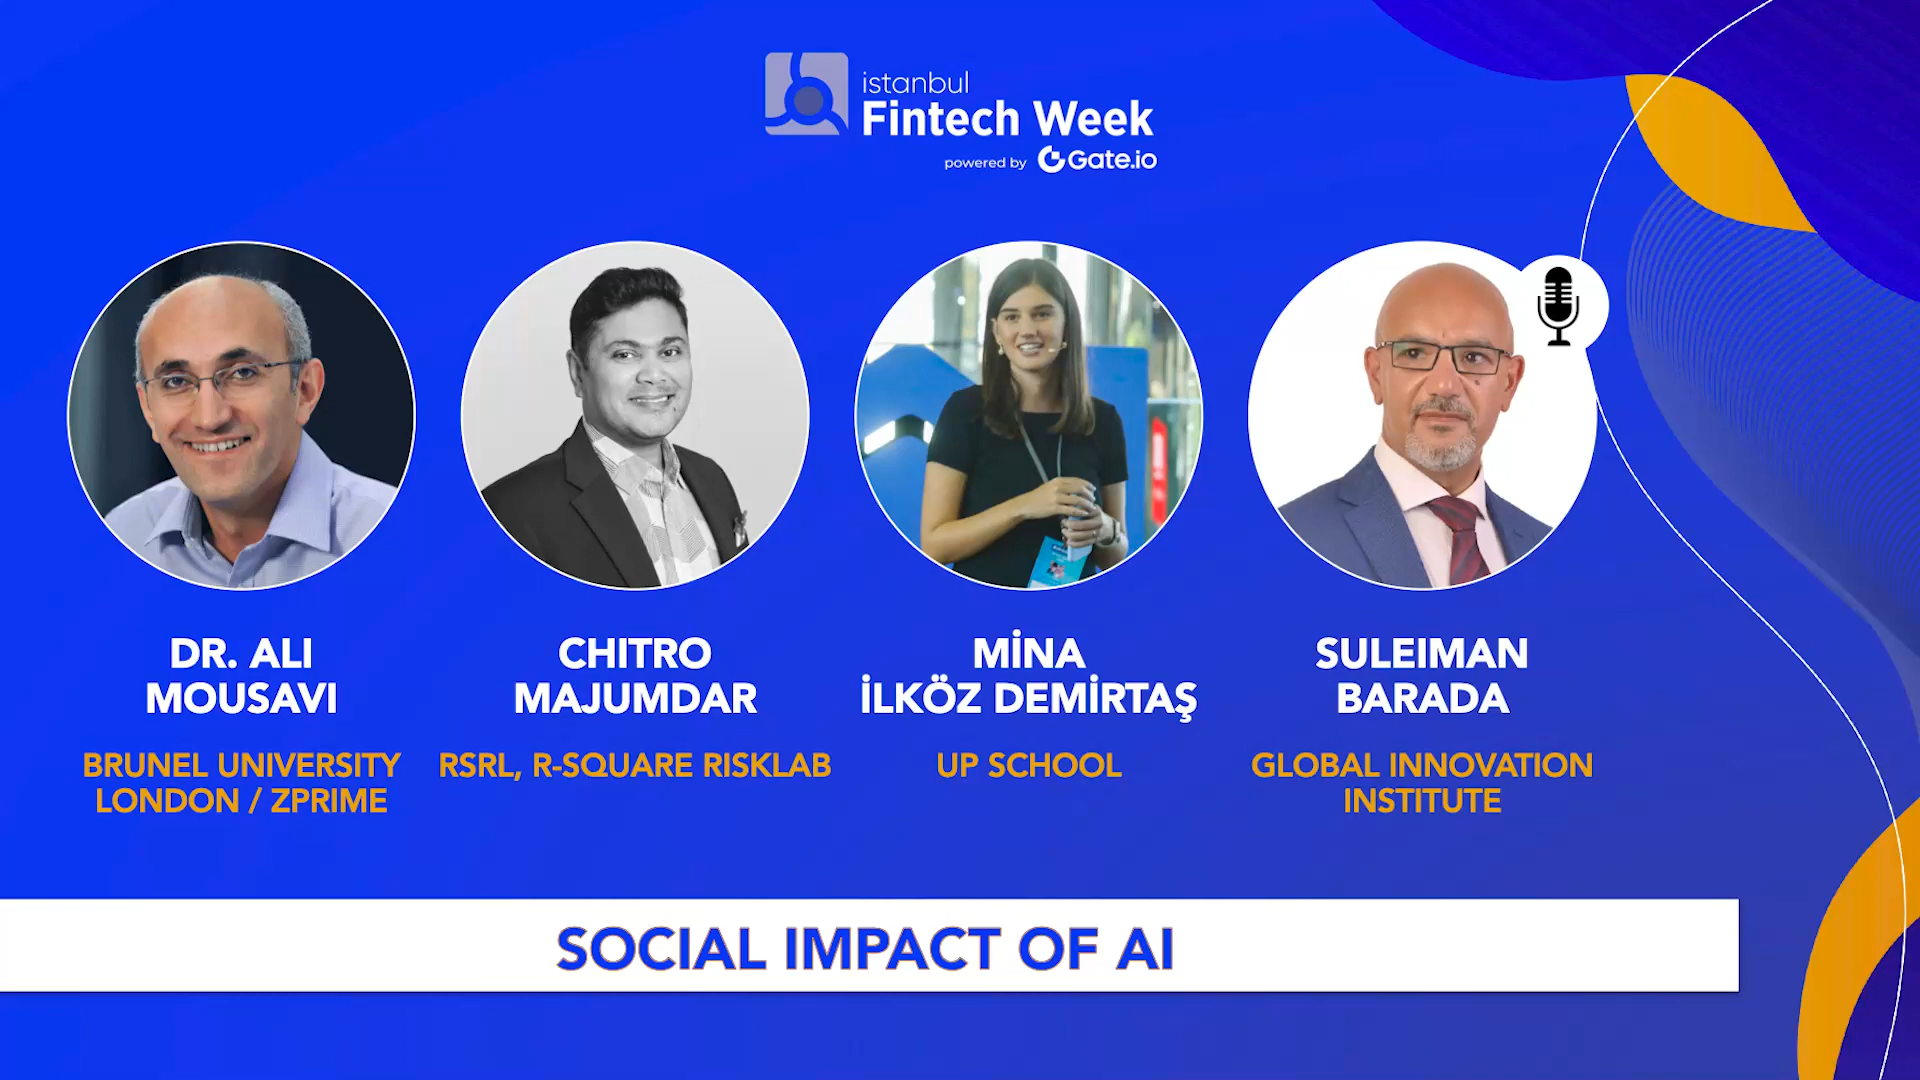 istanbul
Fintech Week
powered by Gate.io
DR. ALI
MOUSAVI
BRUNEL UNIVERSITY
LONDON / ZPRIME
CHITRO
MAJUMDAR
RSRL, R-SQUARE RISKLAB
MİNA
İLKÖZ DEMİRTAŞ
UP SCHOOL
SULEIMAN
BARADA
GLOBAL INNOVATION
INSTITUTE
SOCIAL IMPACT OF AI